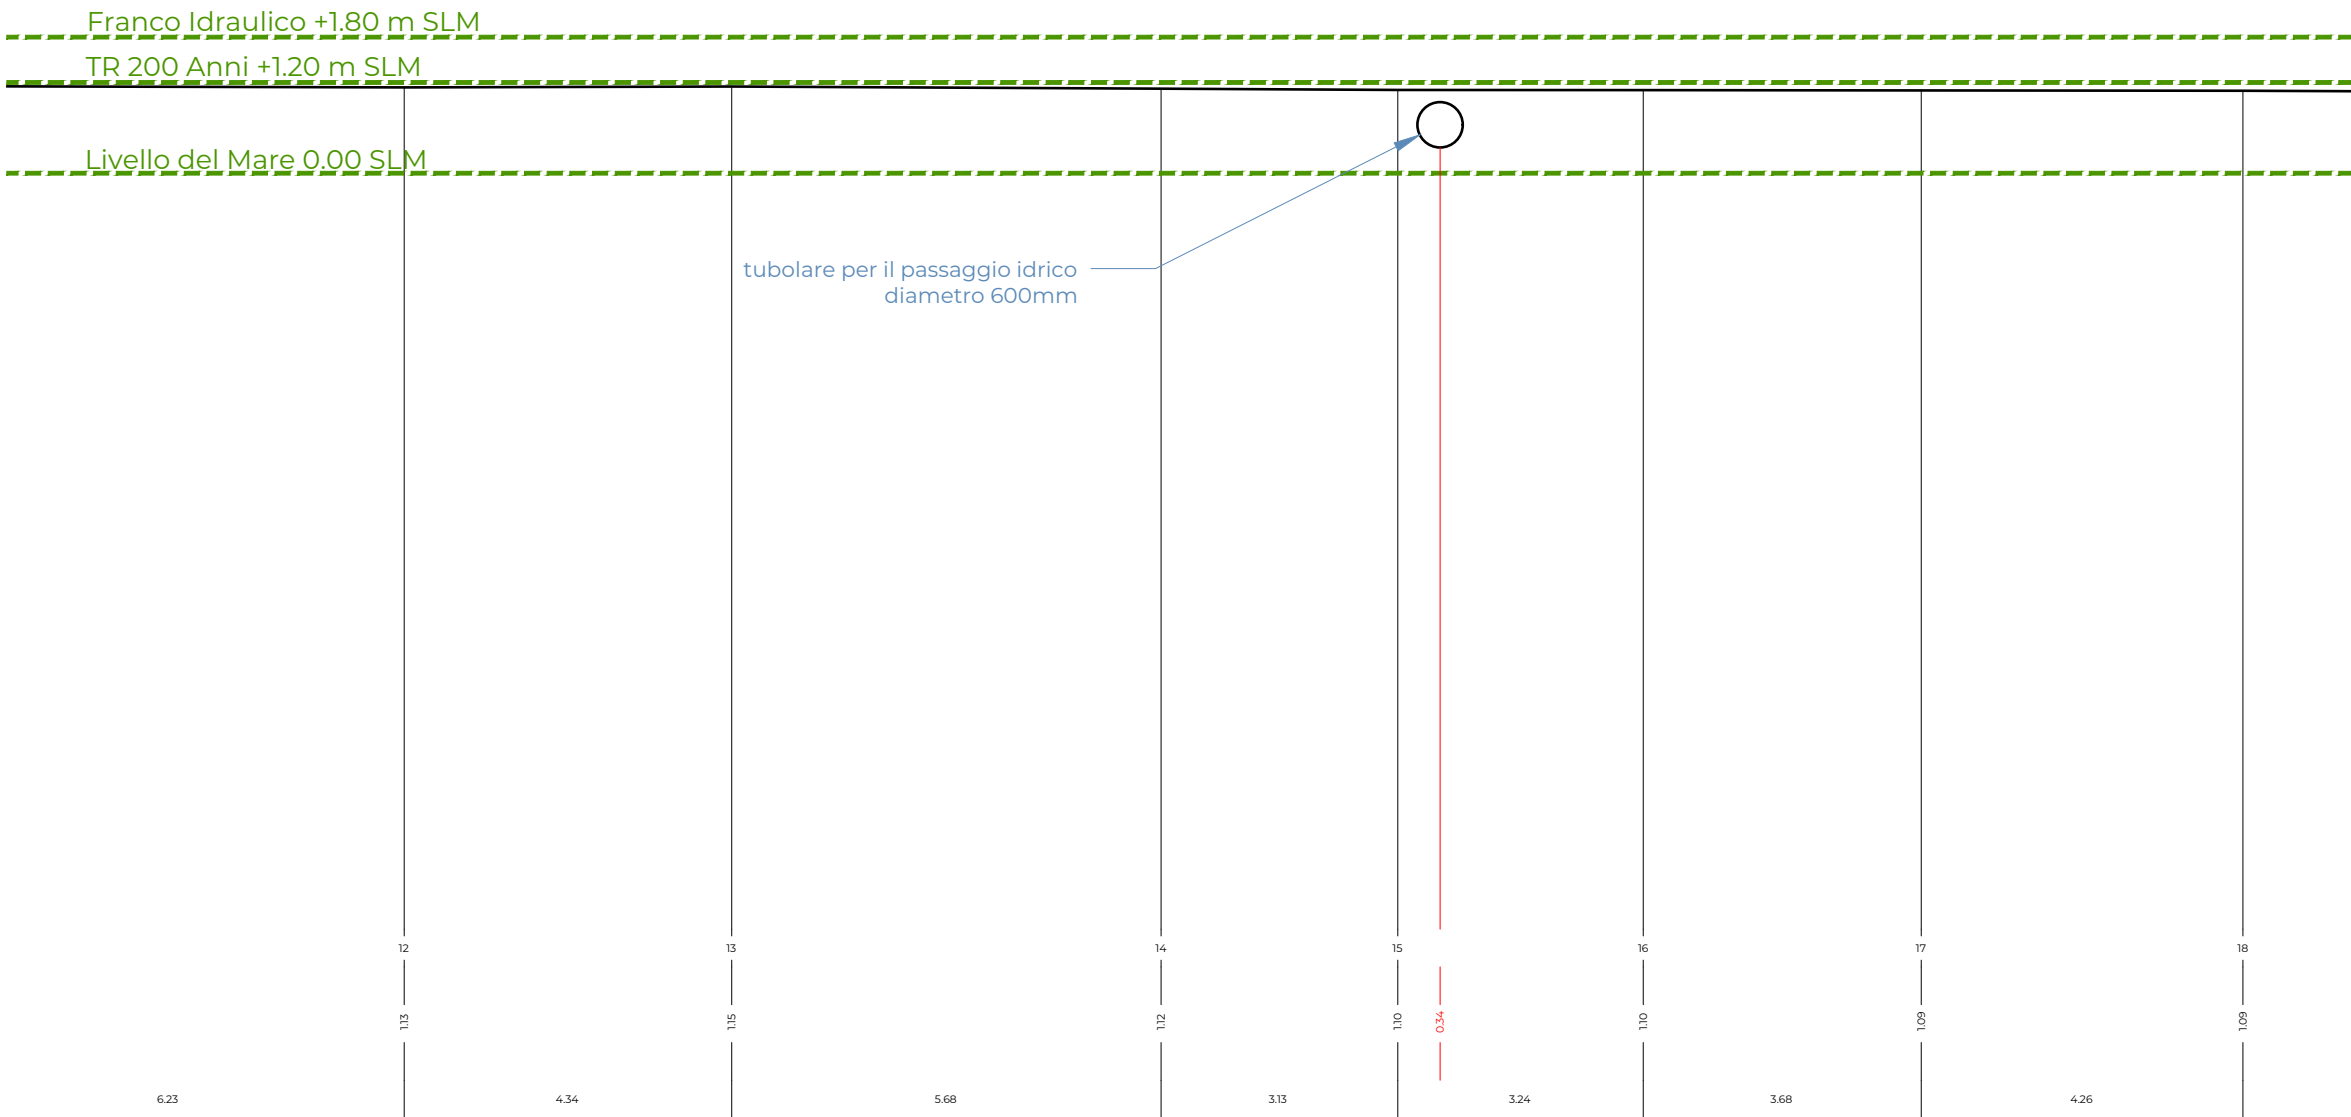 Franco Idraulico +1.80 m SLM
TR 200 Anni +1.20 m SLM
Livello del Mare 0.00 SLM
tubolare per il passaggio idrico
diametro 600mm
12 13 14 15 16 17 18
1.13 1.15 1.12 1.10 0.34 1.10 1.09 1.09
6.23 4.34 5.68 3.13 3.24 3.68 4.26